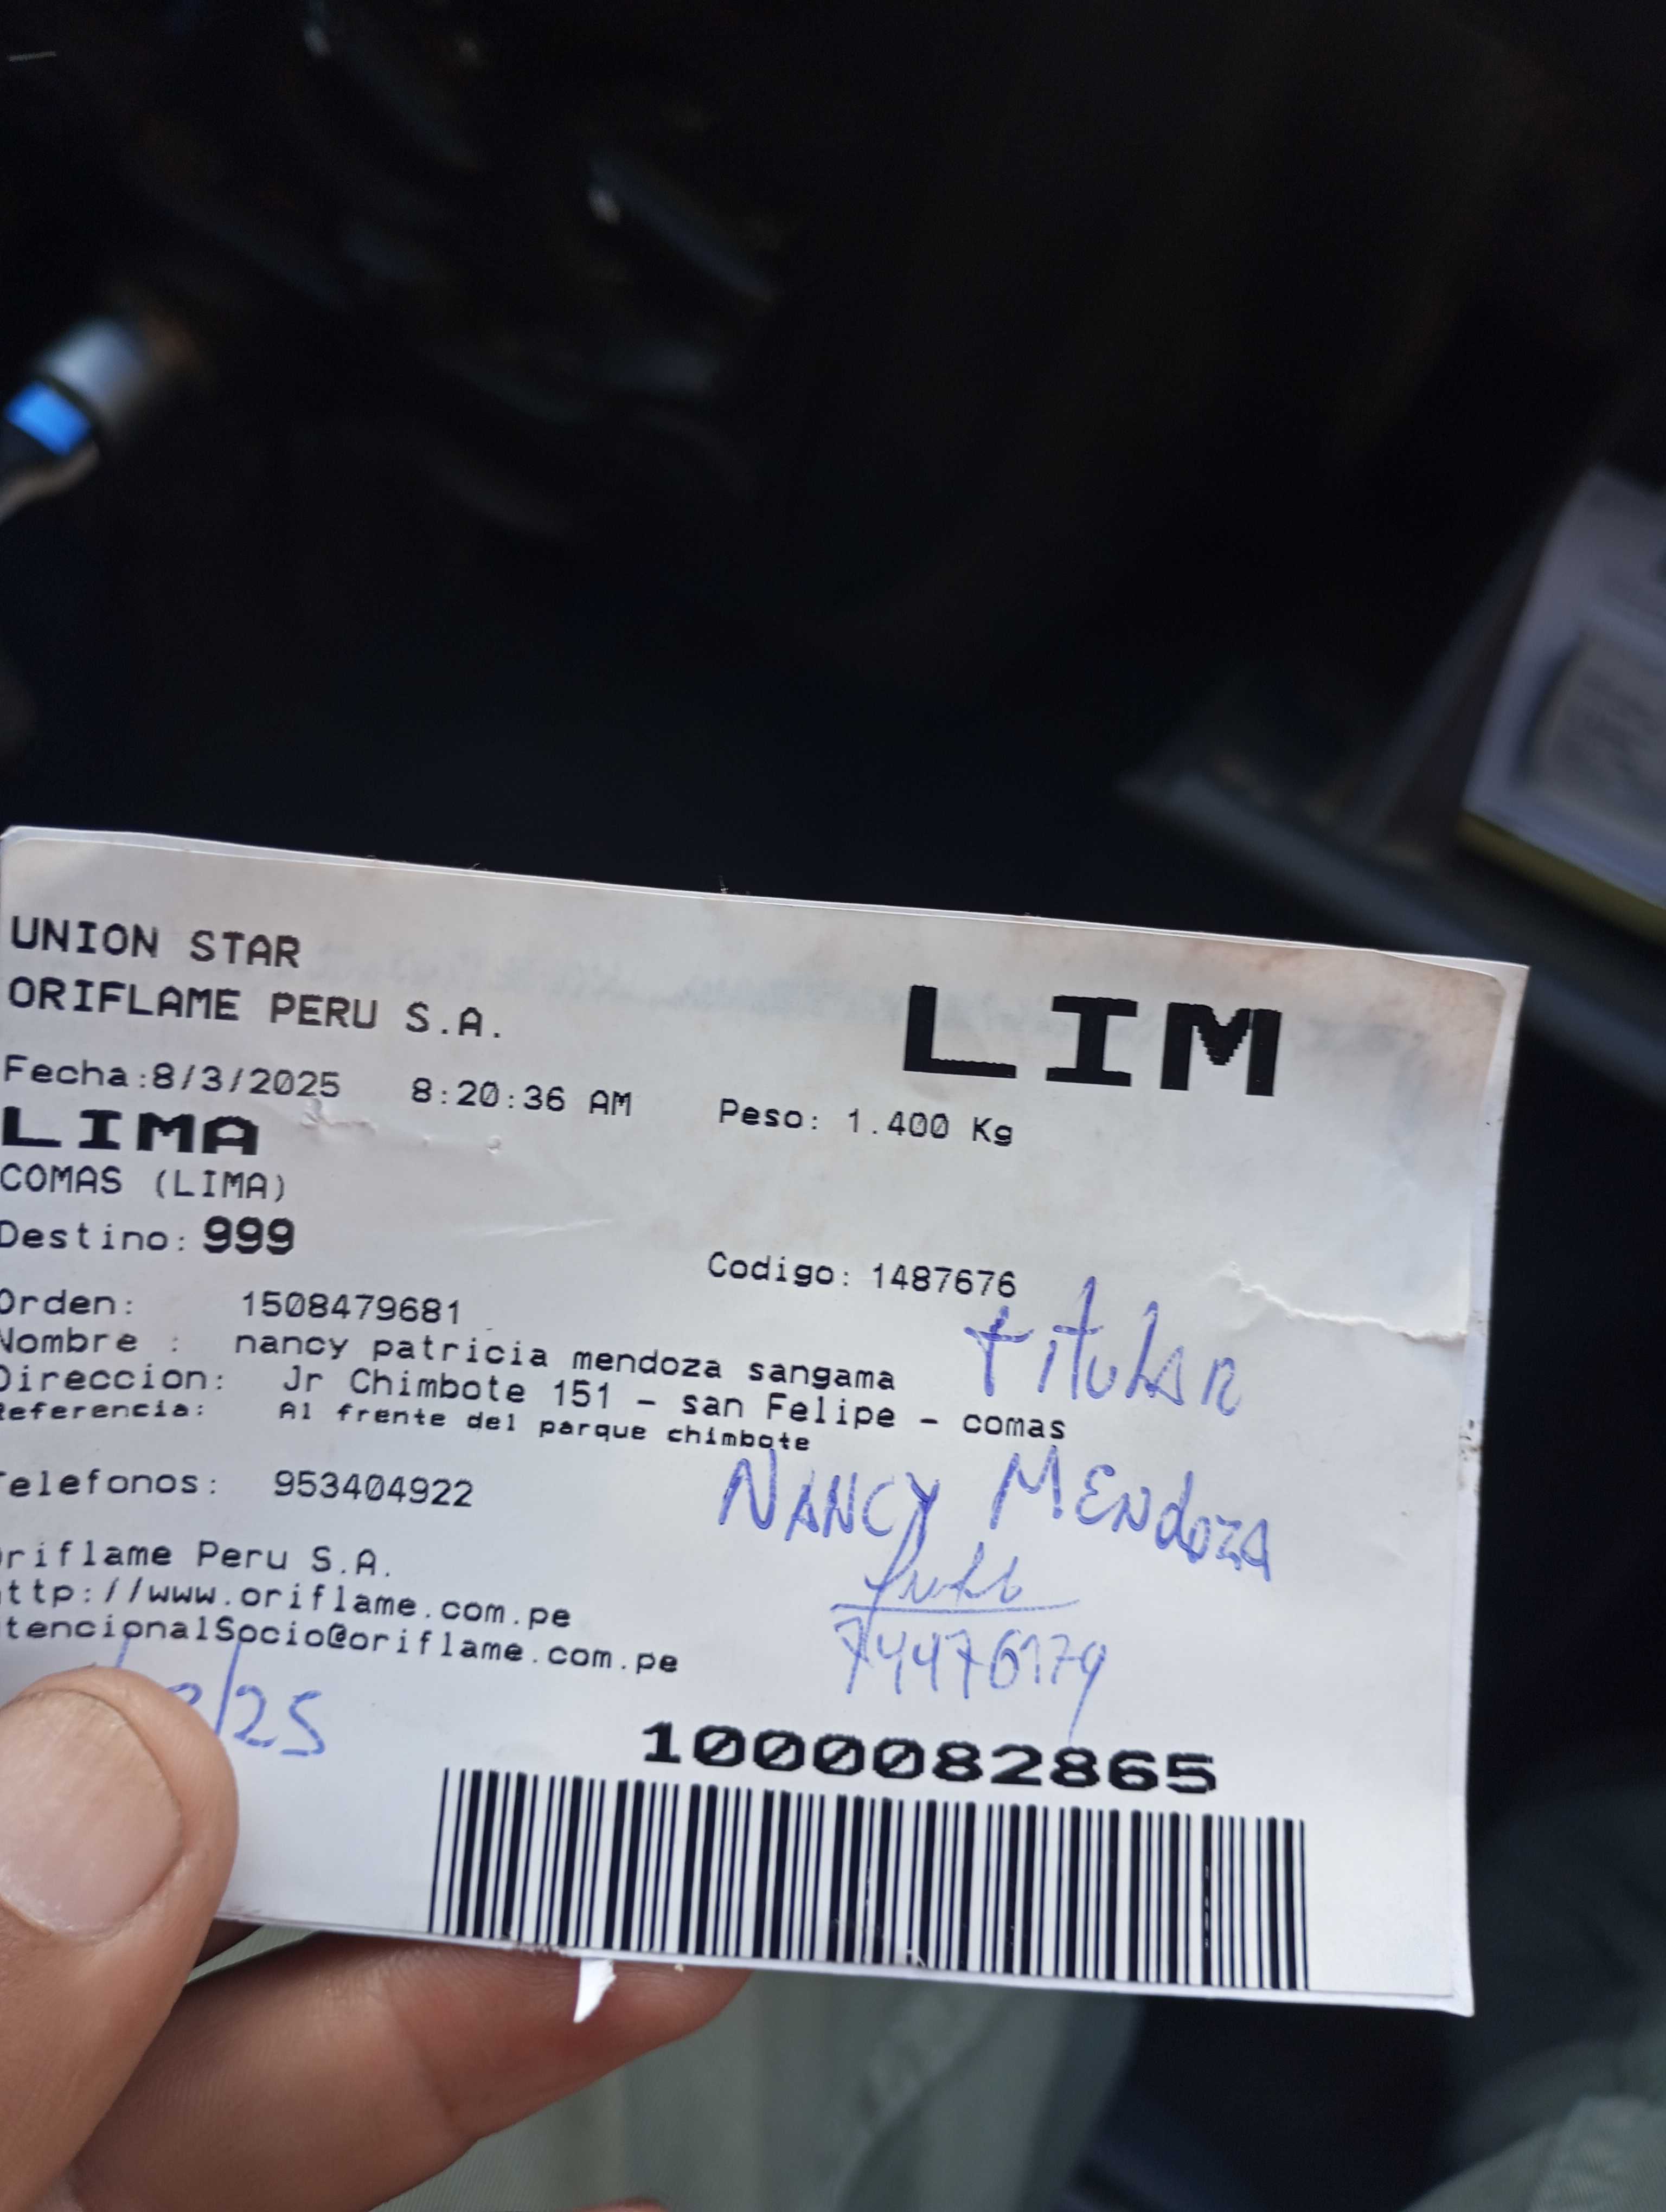 UNION STAR
ORIFLAME PERU S.A.
LIM
Fecha:8/3/2025 8:20:36 AM Peso: 1.400 Kg
LIMA
COMAS (LIMA)
Destino: 999
Codigo: 1487676
Orden: 1508479681
Nombre : nancy patricia mendoza sangama
titular
Direccion: Jr Chimbote 151 - san Felipe - comas
Referencia: Al frente del parque chimbote
Telefonos: 953404922
NANCY MENdozA
74476179
Oriflame Peru S.A.
http://www.oriflame.com.pe
tencionalSocio@oriflame.com.pe
/25
1000082865